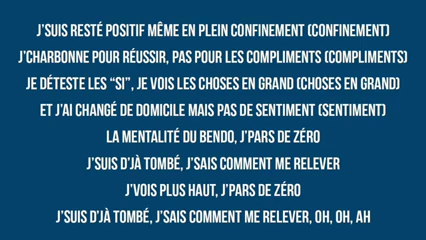 J'SUIS RESTÉ POSITIF MÊME EN PLEIN CONFINEMENT (CONFINEMENT)
J'CHARBONNE POUR RÉUSSIR, PAS POUR LES COMPLIMENTS (COMPLIMENTS)
JE DÉTESTE LES “SI”, JE VOIS LES CHOSES EN GRAND (CHOSES EN GRAND)
ET J'AI CHANGÉ DE DOMICILE MAIS PAS DE SENTIMENT (SENTIMENT)
LA MENTALITÉ DU BENDO, J'PARS DE ZÉRO
J'SUIS D'JÀ TOMBÉ, J'SAIS COMMENT ME RELEVER
J'VOIS PLUS HAUT, J'PARS DE ZÉRO
J'SUIS D'JÀ TOMBÉ, J'SAIS COMMENT ME RELEVER, OH, OH, AH